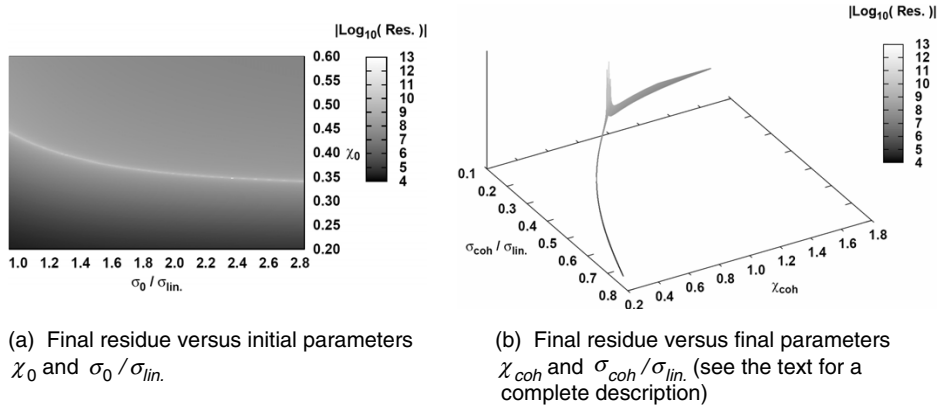 |Log10( Res. )|
13
12
11
10
9
8
7
6
5
4
0.60
0.55
0.50
0.45
0.40
0.35
0.30
0.25
0.20
χ0
1.0 1.2 1.4 1.6 1.8 2.0 2.2 2.4 2.6 2.8
σ0 / σlin.
(a) Final residue versus initial parameters
χ0 and σ0 / σlin.
|Log10( Res. )|
13
12
11
10
9
8
7
6
5
4
0.1
0.2
0.3
0.4
0.5
0.6
0.7
0.8
σcoh / σlin.
0.2 0.4 0.6 0.8 1.0 1.2 1.4 1.6 1.8
χcoh
(b) Final residue versus final parameters
χcoh and σcoh/σlin. (see the text for a
complete description)